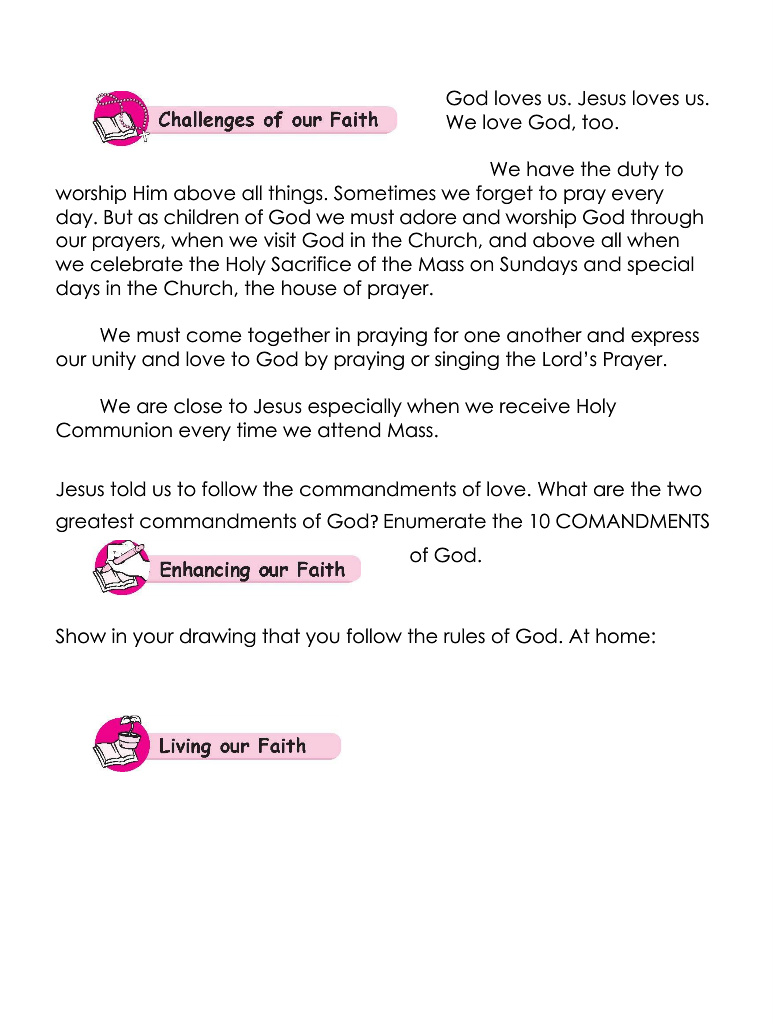 God loves us. Jesus loves us.
Challenges of our Faith
We love God, too.
We have the duty to
worship Him above all things. Sometimes we forget to pray every
day. But as children of God we must adore and worship God through
our prayers, when we visit God in the Church, and above all when
we celebrate the Holy Sacrifice of the Mass on Sundays and special
days in the Church, the house of prayer.
We must come together in praying for one another and express
our unity and love to God by praying or singing the Lord’s Prayer.
We are close to Jesus especially when we receive Holy
Communion every time we attend Mass.
Jesus told us to follow the commandments of love. What are the two
greatest commandments of God? Enumerate the 10 COMANDMENTS
of God.
Enhancing our Faith
Show in your drawing that you follow the rules of God. At home:
Living our Faith